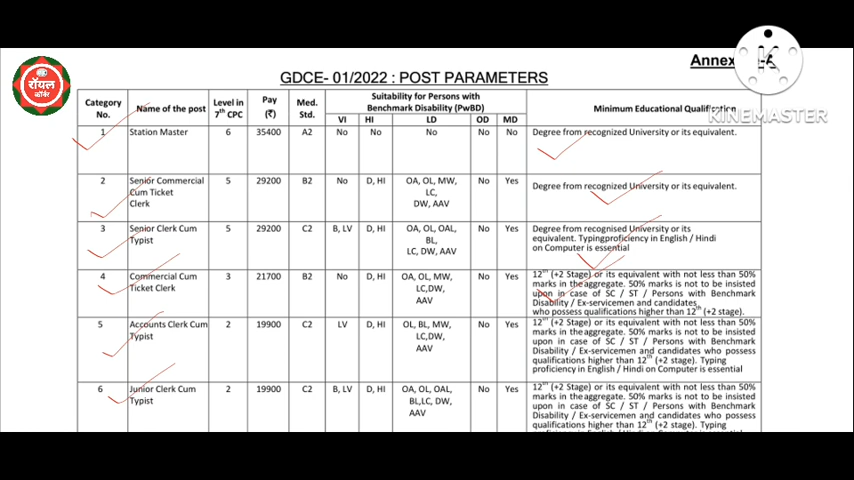 KINEMASTER
रॉयल
कॉर्नर
GDCE- 01/2022 : POST PARAMETERS
Category No. | Name of the post | Level in 7th CPC | Pay (₹) | Med. Std. | Suitability for Persons with Benchmark Disability (PwBD) | Minimum Educational Qualification
VI | HI | LD | OD | MD
1 | Station Master | 6 | 35400 | A2 | No | No | No | No | No | Degree from recognized University or its equivalent.
2 | Senior Commercial | 5 | 29200 | B2 | No | D, HI | OA, OL, MW, | No | Yes | Degree from recognized University or its equivalent.
Cum Ticket | LC,
Clerk | DW, AAV
3 | Senior Clerk Cum | 5 | 29200 | C2 | B, LV | D, HI | OA, OL, OAL, | No | Yes | Degree from recognised University or its
Typist | BL, | equivalent. Typingproficiency in English / Hindi
LC, DW, AAV | on Computer is essential
4 | Commercial Cum | 3 | 21700 | B2 | No | D, HI | OA, OL, MW, | No | Yes | 12th (+2 Stage) or its equivalent with not less than 50%
Ticket Clerk | LC,DW, | marks in the aggregate. 50% marks is not to be insisted
AAV | upon in case of SC / ST / Persons with Benchmark
Disability / Ex-servicemen and candidates
who possess qualifications higher than 12th (+2 stage).
5 | Accounts Clerk Cum | 2 | 19900 | C2 | LV | D, HI | OL, BL, MW, | No | Yes | 12th (+2 Stage) or its equivalent with not less than 50%
Typist | LC,DW, | marks in the aggregate. 50% marks is not to be insisted
AAV | upon in case of SC / ST / Persons with Benchmark
Disability / Ex-servicemen and candidates who possess
qualifications higher than 12th (+2 stage). Typing
proficiency in English / Hindi on Computer is essential
6 | Junior Clerk Cum | 2 | 19900 | C2 | B, LV | D, HI | OA, OL, OAL, | No | Yes | 12th (+2 Stage) or its equivalent with not less than 50%
Typist | BL,LC, DW, | marks in the aggregate. 50% marks is not to be insisted
AAV | upon in case of SC / ST / Persons with Benchmark
Disability / Ex-servicemen and candidates who possess
qualifications higher than 12th (+2 stage). Typing